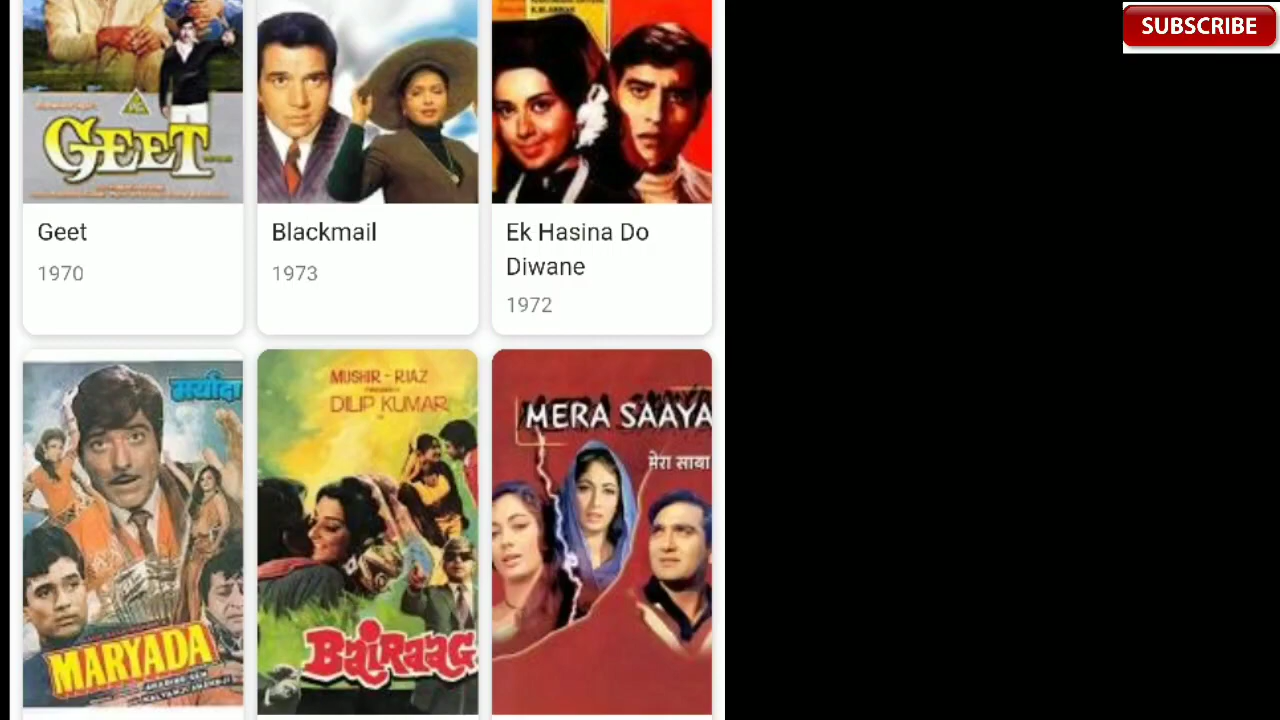 SUBSCRIBE
GEET
Geet
1970
Blackmail
1973
Ek Hasina Do
Diwane
1972
मर्यादा
MARYADA
MUSHIR - RIAZ
DILIP KUMAR
BAIRAAG
MERA SAAYA
मेरा साया